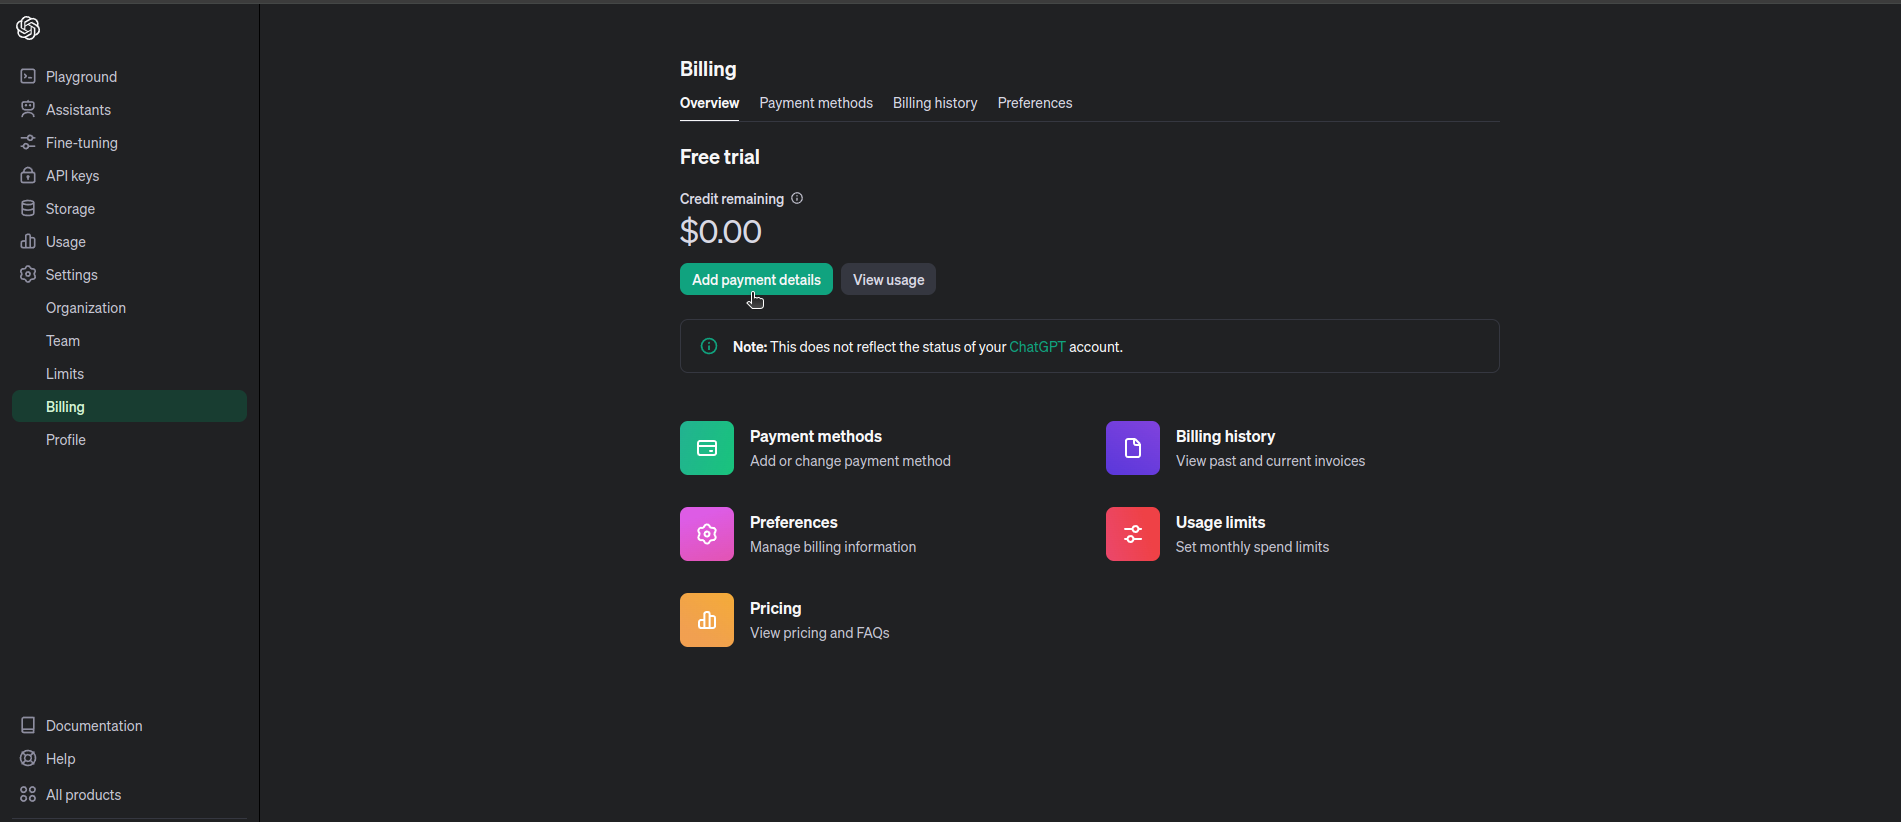 Playground
Assistants
Fine-tuning
API keys
Storage
Usage
Settings
Organization
Team
Limits
Billing
Profile
Documentation
Help
All products
Billing
Overview Payment methods Billing history Preferences
Free trial
Credit remaining
$0.00
Add payment details View usage
Note: This does not reflect the status of your ChatGPT account.
Payment methods
Add or change payment method
Billing history
View past and current invoices
Preferences
Manage billing information
Usage limits
Set monthly spend limits
Pricing
View pricing and FAQs